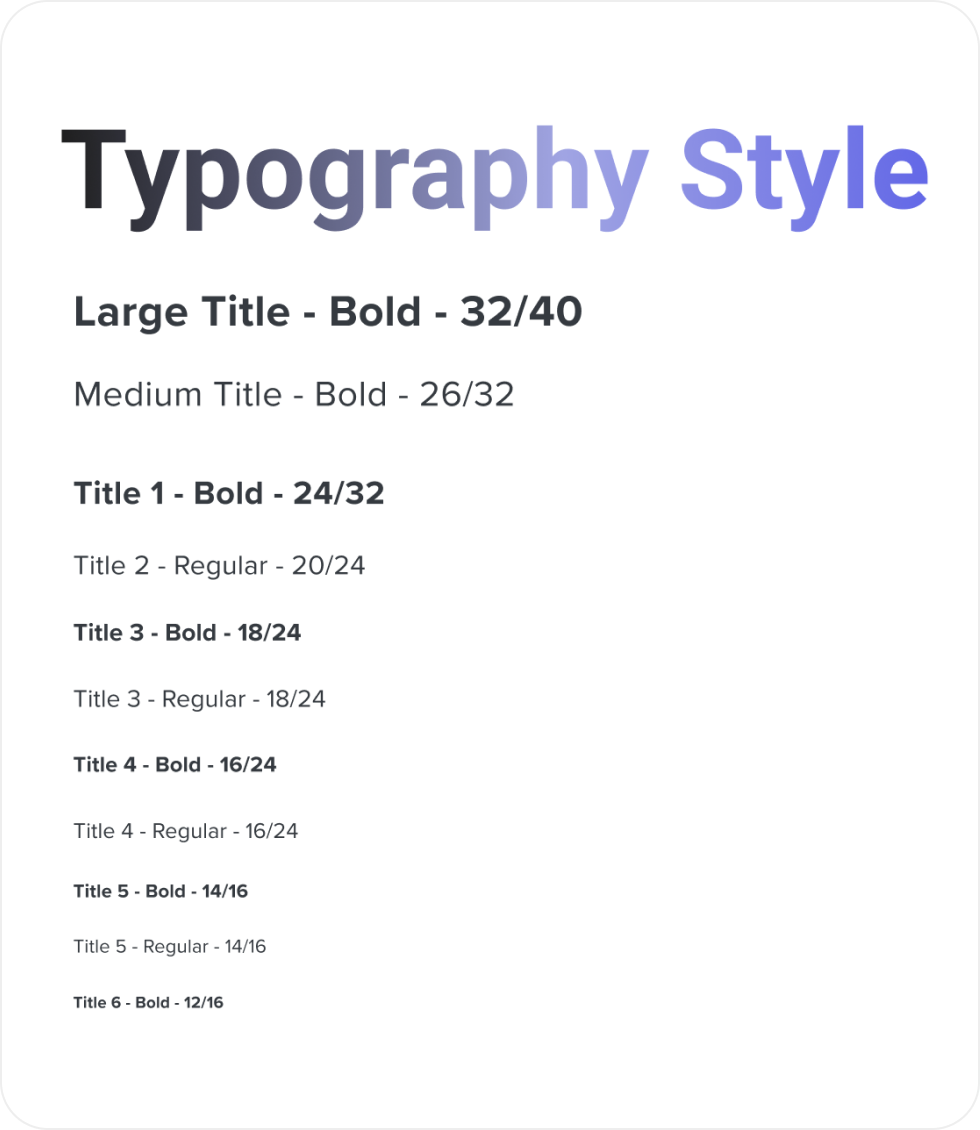 Typography Style
Large Title - Bold - 32/40
Medium Title - Bold - 26/32
Title 1 - Bold - 24/32
Title 2 - Regular - 20/24
Title 3 - Bold - 18/24
Title 3 - Regular - 18/24
Title 4 - Bold - 16/24
Title 4 - Regular - 16/24
Title 5 - Bold - 14/16
Title 5 - Regular - 14/16
Title 6 - Bold - 12/16